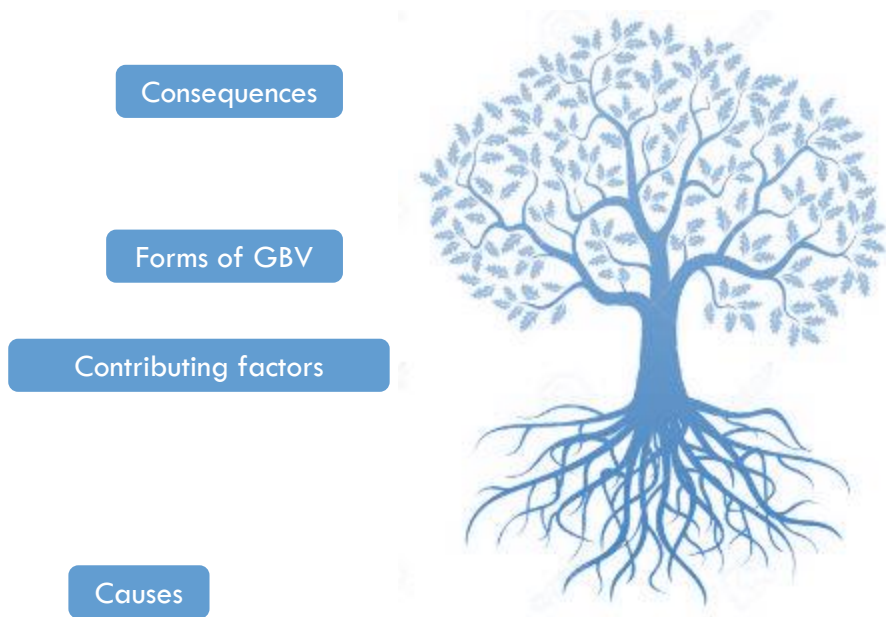 Consequences
Forms of GBV
Contributing factors
Causes